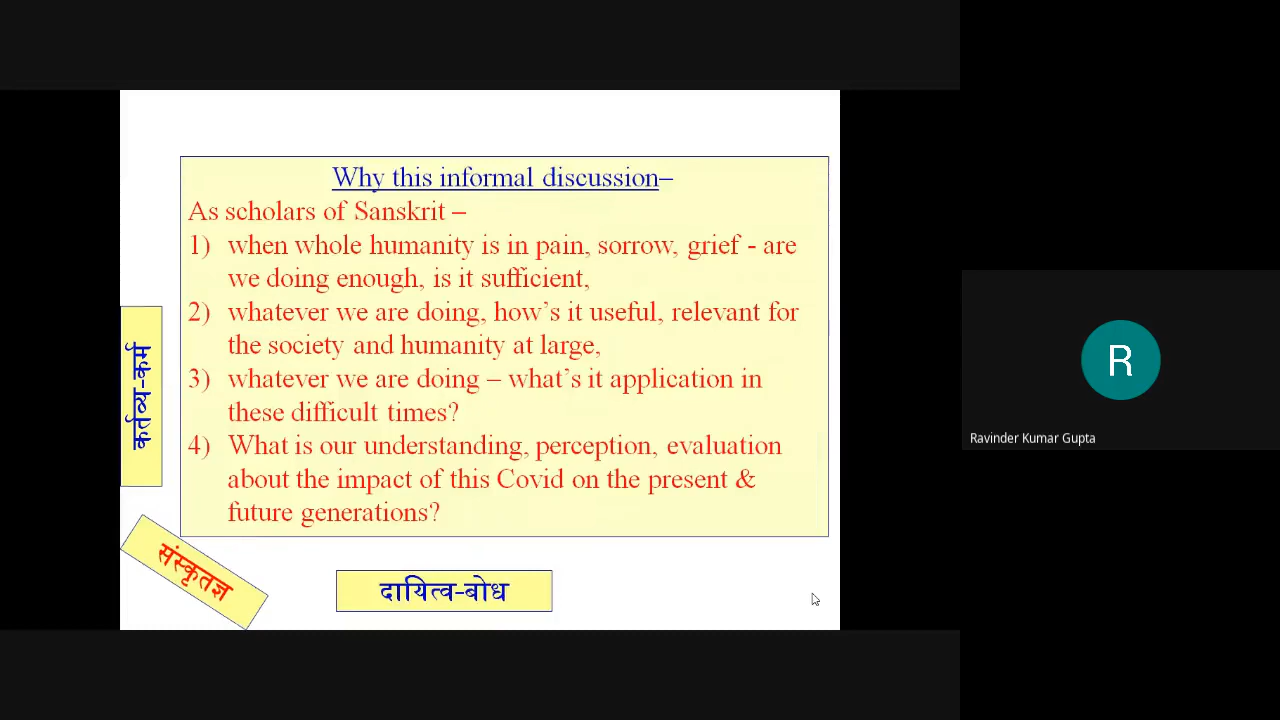 Why this informal discussion–
As scholars of Sanskrit –
1) when whole humanity is in pain, sorrow, grief - are
we doing enough, is it sufficient,
2) whatever we are doing, how’s it useful, relevant for
the society and humanity at large,
3) whatever we are doing – what’s it application in
these difficult times?
4) What is our understanding, perception, evaluation
about the impact of this Covid on the present &
future generations?
कर्तव्य-कर्म
संस्कृतज्ञ
दायित्व-बोध
R
Ravinder Kumar Gupta